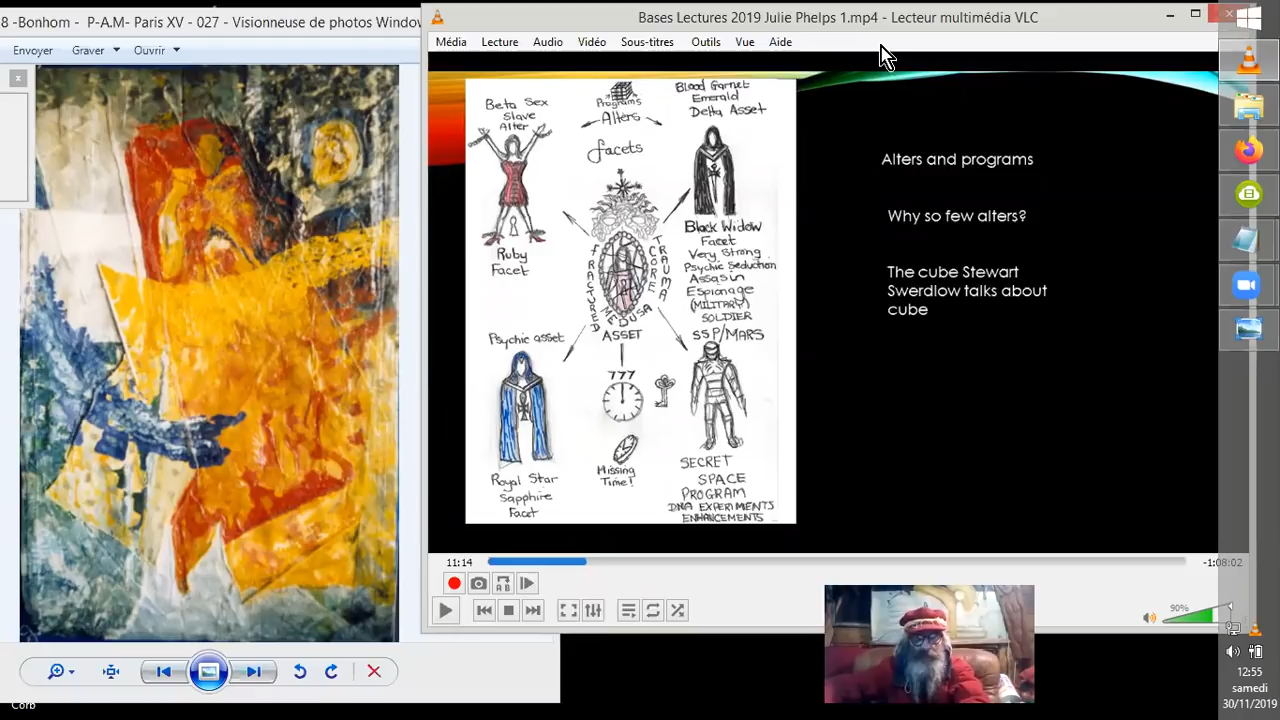 8 -Bonhom - P-A.M- Paris XV - 027 - Visionneuse de photos Window
Envoyer Graver Ouvrir
x
Bases Lectures 2019 Julie Phelps 1.mp4 - Lecteur multimédia VLC
Média Lecture Audio Vidéo Sous-titres Outils Vue Aide
Beta Sex
Slave
Alter
Programs
Alters
facets
Blood Garnet
Emerald
Delta Asset
Ruby
Facet
FRACTURED
CORE
TRAUMA
MEDUSA
ASSET
Black Widow
Facet
Very Strong
Psychic Seduction
Assasin
Espionage
(MILITARY)
SOLDIER
SSP/MARS
Psychic asset
777
Missing
Time!
Royal Star
Sapphire
Facet
SECRET
SPACE
PROGRAM
DNA EXPERIMENTS
ENHANCEMENTS
Alters and programs
Why so few alters?
The cube Stewart
Swerdlow talks about
cube
11:14
-1:08:02
90%
Corb
12:55
samedi
30/11/2019